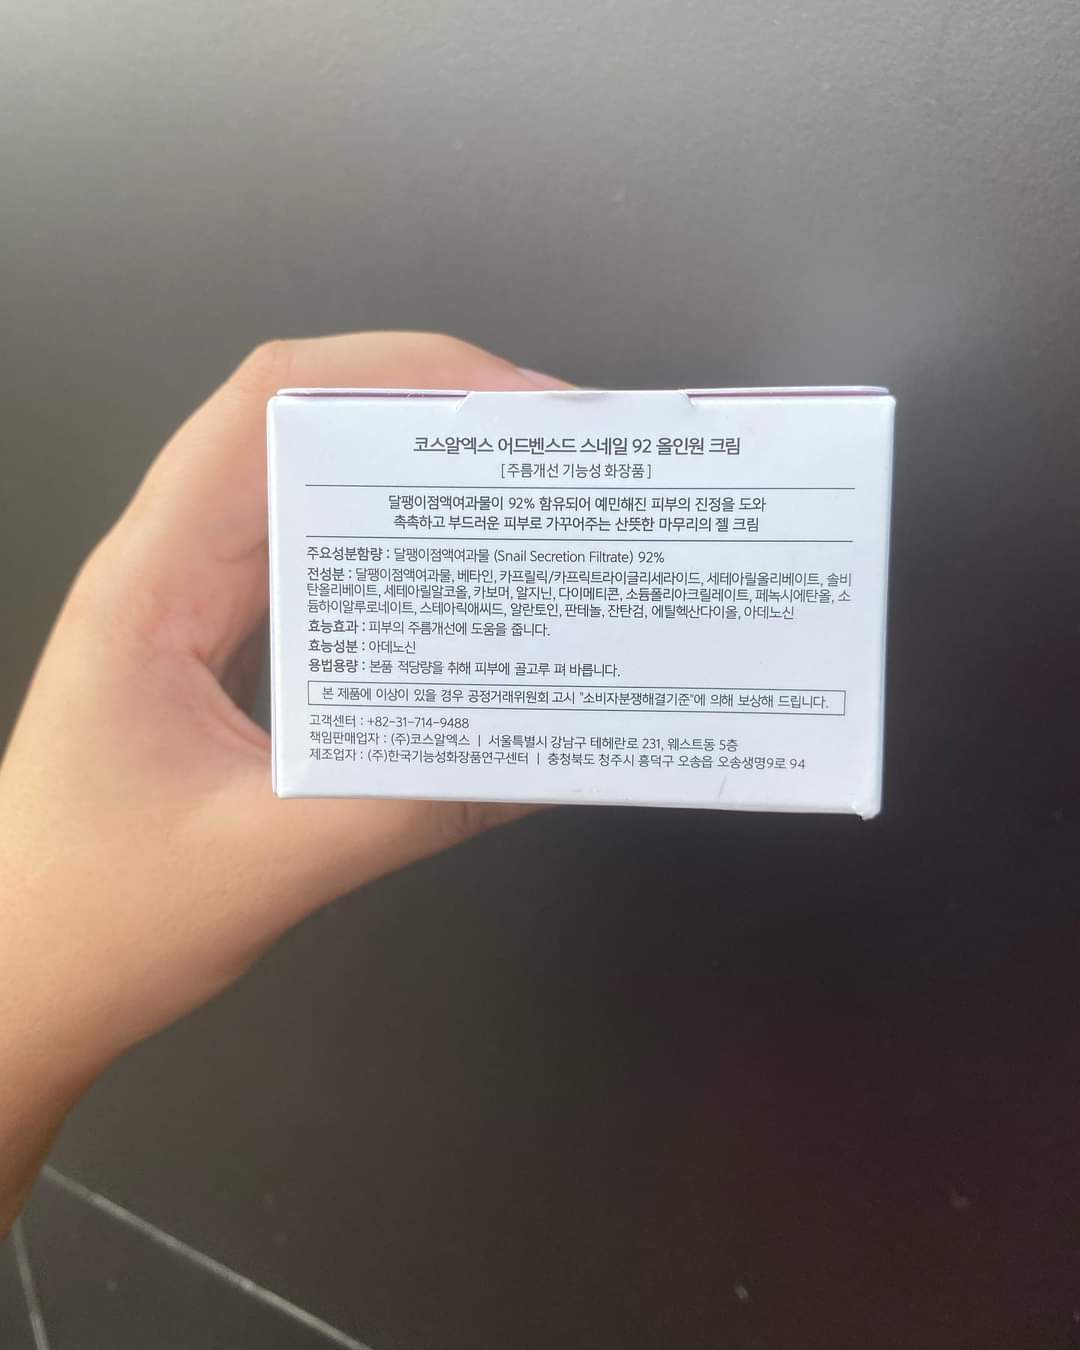 코스알엑스 어드벤스드 스네일 92 올인원 크림
[주름개선 기능성 화장품]
달팽이점액여과물이 92% 함유되어 예민해진 피부의 진정을 도와
촉촉하고 부드러운 피부로 가꾸어주는 산뜻한 마무리의 젤 크림
주요성분함량 : 달팽이점액여과물 (Snail Secretion Filtrate) 92%
전성분 : 달팽이점액여과물, 베타인, 카프릴릭/카프릭트라이글리세라이드, 세테아릴올리베이트, 솔비
탄올리베이트, 세테아릴알코올, 카보머, 알지닌, 다이메티콘, 소듐폴리아크릴레이트, 페녹시에탄올, 소
듐하이알루로네이트, 스테아릭애씨드, 알란토인, 판테놀, 잔탄검, 에틸헥산다이올, 아데노신
효능효과 : 피부의 주름개선에 도움을 줍니다.
효능성분 : 아데노신
용법용량 : 본품 적당량을 취해 피부에 골고루 펴 바릅니다.
본 제품에 이상이 있을 경우 공정거래위원회 고시 "소비자분쟁해결기준"에 의해 보상해 드립니다.
고객센터 : +82-31-714-9488
책임판매업자 : (주)코스알엑스 | 서울특별시 강남구 테헤란로 231, 웨스트동 5층
제조업자 : (주)한국기능성화장품연구센터 | 충청북도 청주시 흥덕구 오송읍 오송생명9로 94